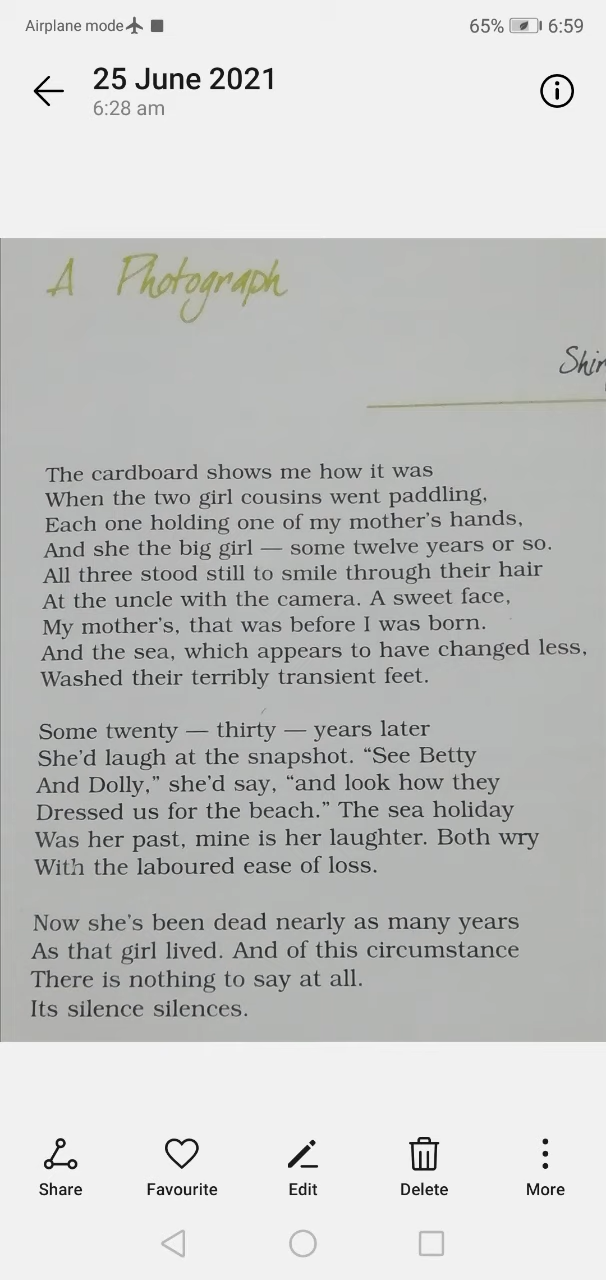 Airplane mode
65% 6:59
25 June 2021
6:28 am
A Photograph
The cardboard shows me how it was
When the two girl cousins went paddling,
Each one holding one of my mother's hands,
And she the big girl — some twelve years or so.
All three stood still to smile through their hair
At the uncle with the camera. A sweet face,
My mother's, that was before I was born.
And the sea, which appears to have changed less,
Washed their terribly transient feet.
Some twenty — thirty — years later
She'd laugh at the snapshot. “See Betty
And Dolly,” she'd say, “and look how they
Dressed us for the beach.” The sea holiday
Was her past, mine is her laughter. Both wry
With the laboured ease of loss.
Now she's been dead nearly as many years
As that girl lived. And of this circumstance
There is nothing to say at all.
Its silence silences.
Share Favourite Edit Delete More